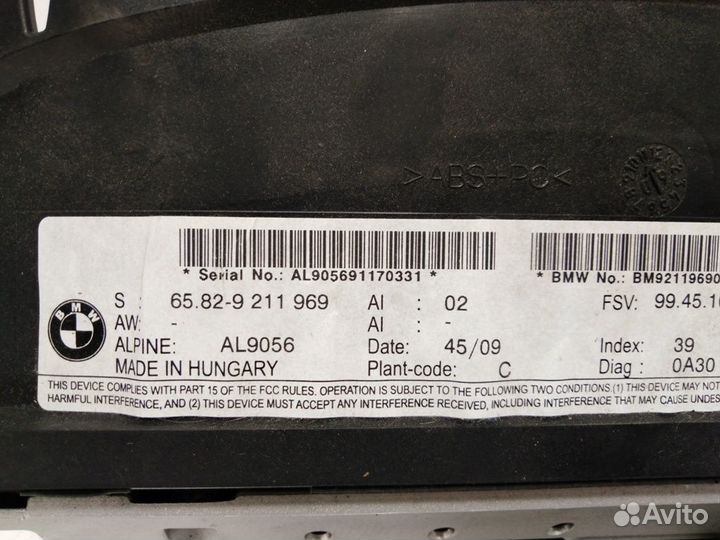 >ABS+PC<
* Serial No.: AL905691170331 *
* BMW No.: BM92119690
BMW
S : 65.82-9 211 969 AI : 02 FSV: 99.45.10
AW: - AI : -
ALPINE: AL9056 Date: 45/09 Index: 39
MADE IN HUNGARY Plant-code: C Diag : 0A30
THIS DEVICE COMPLIES WITH PART 15 OF THE FCC RULES. OPERATION IS SUBJECT TO THE FOLLOWING TWO CONDITIONS.(1) THIS DEVICE MAY NOT
HARMFUL INTERFERENCE, AND (2) THIS DEVICE MUST ACCEPT ANY INTERFERENCE RECEIVED, INCLUDING INTERFERENCE THAT MAY CAUSE UNDES
Avito